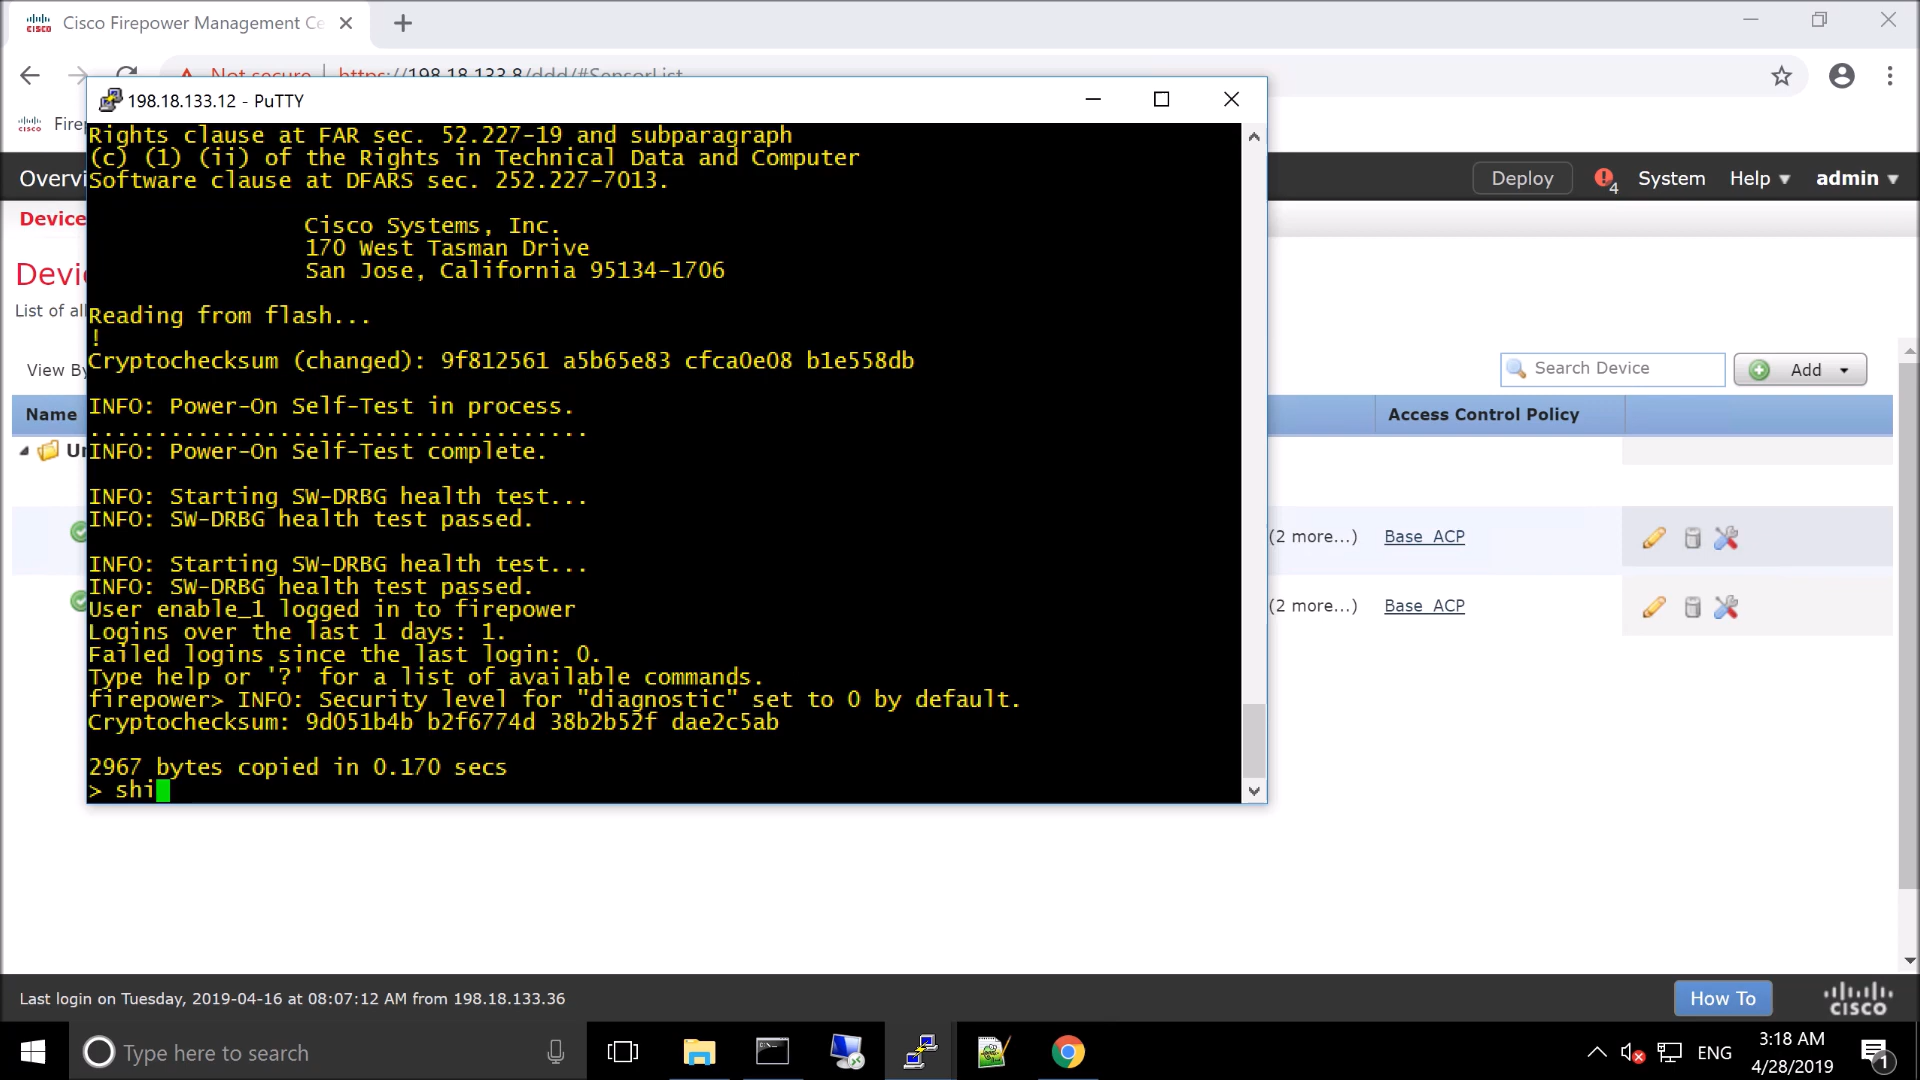 Cisco Firepower Management Ce
Not secure | https://198.18.133.8/ddd/#SensorList
198.18.133.12 - PuTTY
Fire
Rights clause at FAR sec. 52.227-19 and subparagraph
(c) (1) (ii) of the Rights in Technical Data and Computer
Software clause at DFARS sec. 252.227-7013.
Cisco Systems, Inc.
170 West Tasman Drive
San Jose, California 95134-1706
Reading from flash...
!
Cryptochecksum (changed): 9f812561 a5b65e83 cfca0e08 b1e558db
INFO: Power-On Self-Test in process.
.....................................
INFO: Power-On Self-Test complete.
INFO: Starting SW-DRBG health test...
INFO: SW-DRBG health test passed.
INFO: Starting SW-DRBG health test...
INFO: SW-DRBG health test passed.
User enable_1 logged in to firepower
Logins over the last 1 days: 1.
Failed logins since the last login: 0.
Type help or '?' for a list of available commands.
firepower> INFO: Security level for "diagnostic" set to 0 by default.
Cryptochecksum: 9d051b4b b2f6774d 38b2b52f dae2c5ab
2967 bytes copied in 0.170 secs
> shi
Overvi
Deploy 4 System Help admin
Device
Devic
List of al
View By
Search Device
Add
Name
Access Control Policy
Un
(2 more...) Base_ACP
(2 more...) Base_ACP
Last login on Tuesday, 2019-04-16 at 08:07:12 AM from 198.18.133.36
How To
CISCO
Type here to search
ENG
3:18 AM
4/28/2019
1